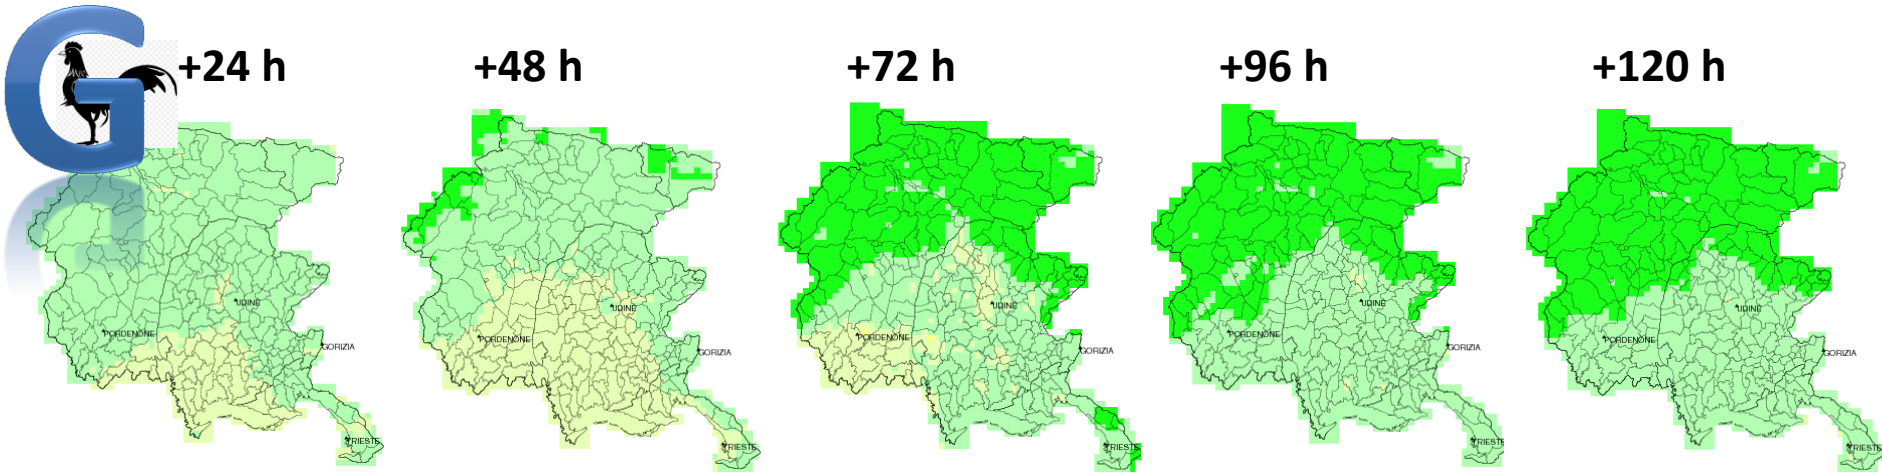 G
+24 h +48 h +72 h +96 h +120 h
UDINE
PORDENONE
GORIZIA
TRIESTE
UDINE
PORDENONE
GORIZIA
TRIESTE
UDINE
PORDENONE
GORIZIA
TRIESTE
UDINE
PORDENONE
GORIZIA
TRIESTE
UDINE
PORDENONE
GORIZIA
TRIESTE